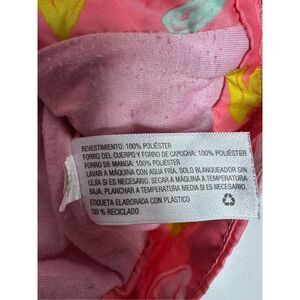 REVESTIMIENTO: 100% POLIÉSTER
FORRO DEL CUERPO Y FORRO DE CAPUCHA: 100% POLIÉSTER
FORRO DE MANGA: 100% POLIÉSTER
LAVAR A MÁQUINA CON AGUA FRÍA, SOLO BLANQUEADOR SIN
LEJÍA SI ES NECESARIO, SECAR A MÁQUINA A TEMPERATURA
BAJA, PLANCHAR A TEMPERATURA MEDIA SI ES NECESARIO.
ETIQUETA ELABORADA CON PLÁSTICO
100 % RECICLADO